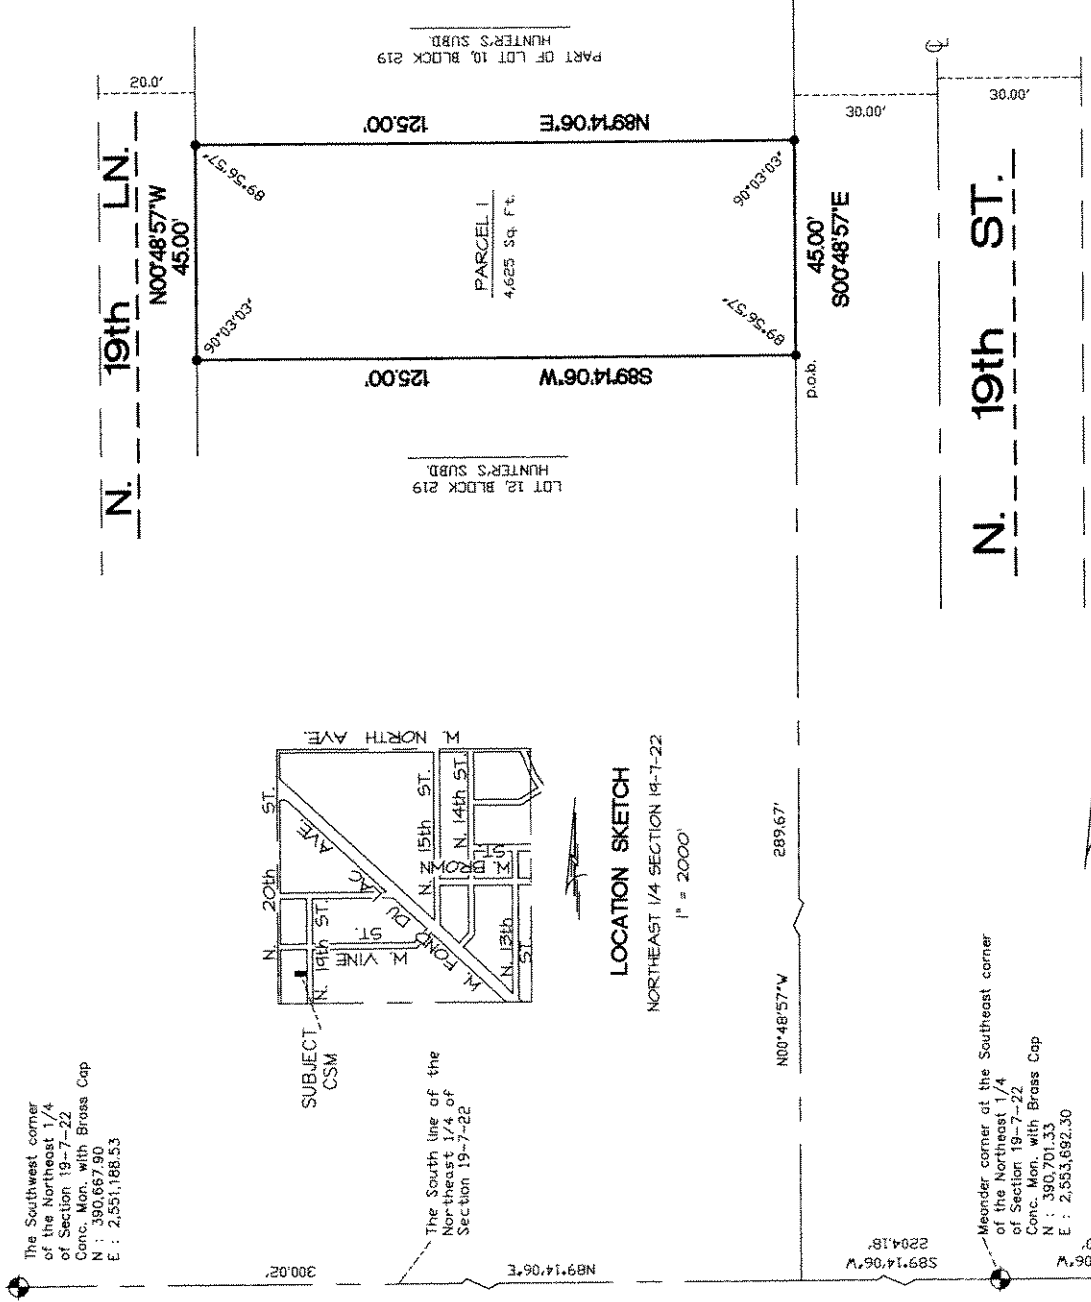 N. 19th LN.
20.0'
N00°48'57"W
45.00'
89°56'57"
90°03'03"
PART OF LOT 10, BLOCK 219
HUNTER'S SUBD.
N89°14'06"E 125.00'
PARCEL 1
4,625 Sq. Ft.
S89°14'06"W 125.00'
90°03'03"
89°56'57"
45.00'
S00°48'57"E
p.o.b.
LOT 12, BLOCK 219
HUNTER'S SUBD.
30.00'
30.00'
N. 19th ST.
N. 20th ST.
N. 19th ST.
W. VINE ST.
W. FOND DU LAC AVE.
N. 15th ST.
N. 14th ST.
W. BROWN ST.
N. 13th ST.
W. NORTH AVE.
SUBJECT
CSM
LOCATION SKETCH
NORTHEAST 1/4 SECTION 19-7-22
1" = 2000'
N00°48'57"W 289.67'
The Southwest corner
of the Northeast 1/4
of Section 19-7-22
Conc. Mon. with Brass Cap
N : 390,667.90
E : 2,551,188.53
The South line of the
Northeast 1/4 of
Section 19-7-22
300.02'
N89°14'06"E
Meander corner at the Southeast corner
of the Northeast 1/4
of Section 19-7-22
Conc. Mon. with Brass Cap
N : 390,701.33
E : 2,553,692.30
S89°14'06"W
2204.18'